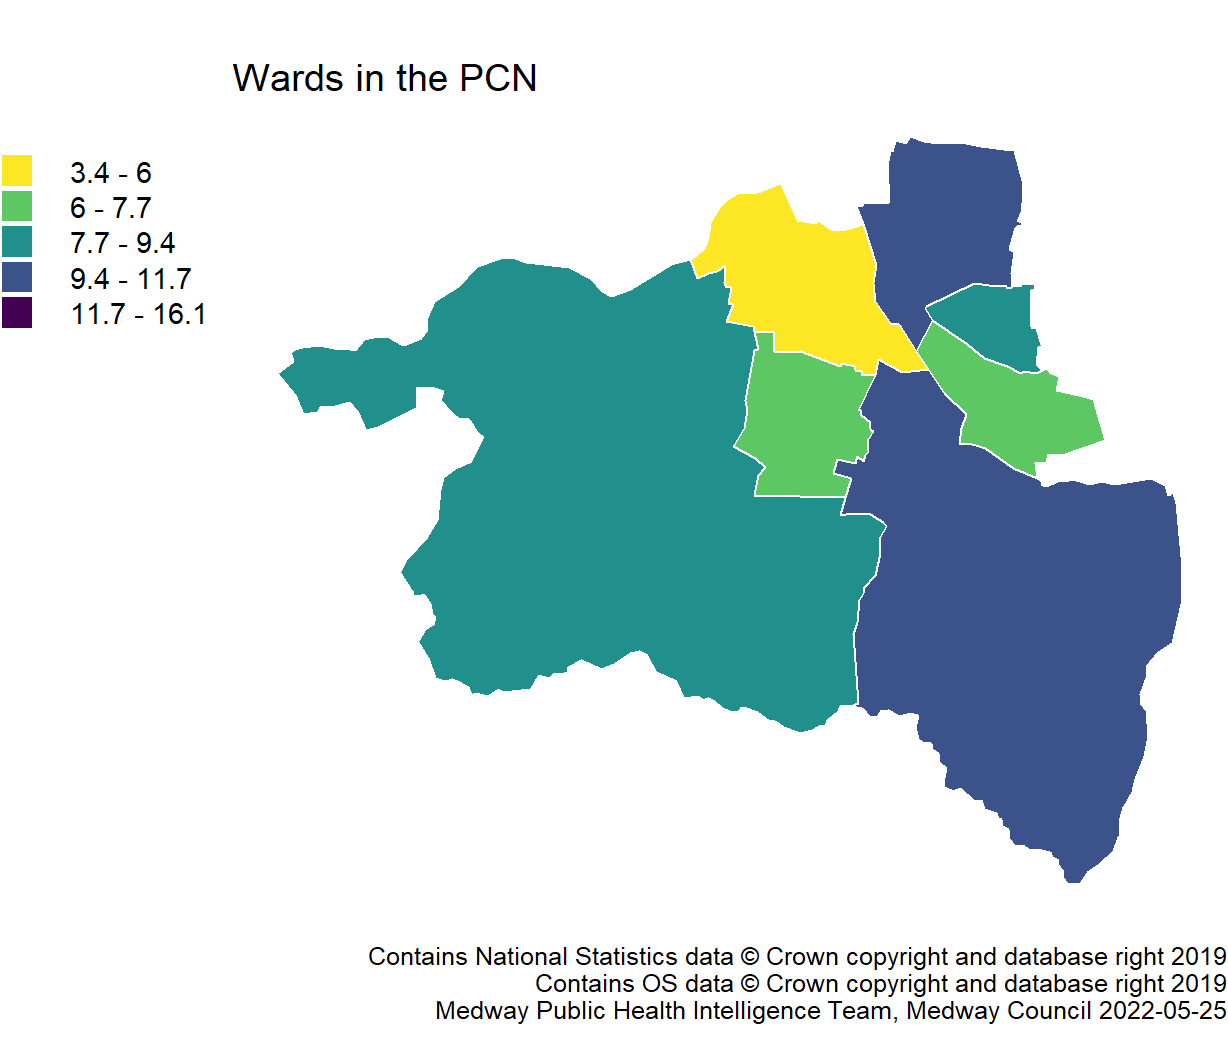 Wards in the PCN
3.4 - 6
6 - 7.7
7.7 - 9.4
9.4 - 11.7
11.7 - 16.1
Contains National Statistics data © Crown copyright and database right 2019
Contains OS data © Crown copyright and database right 2019
Medway Public Health Intelligence Team, Medway Council 2022-05-25